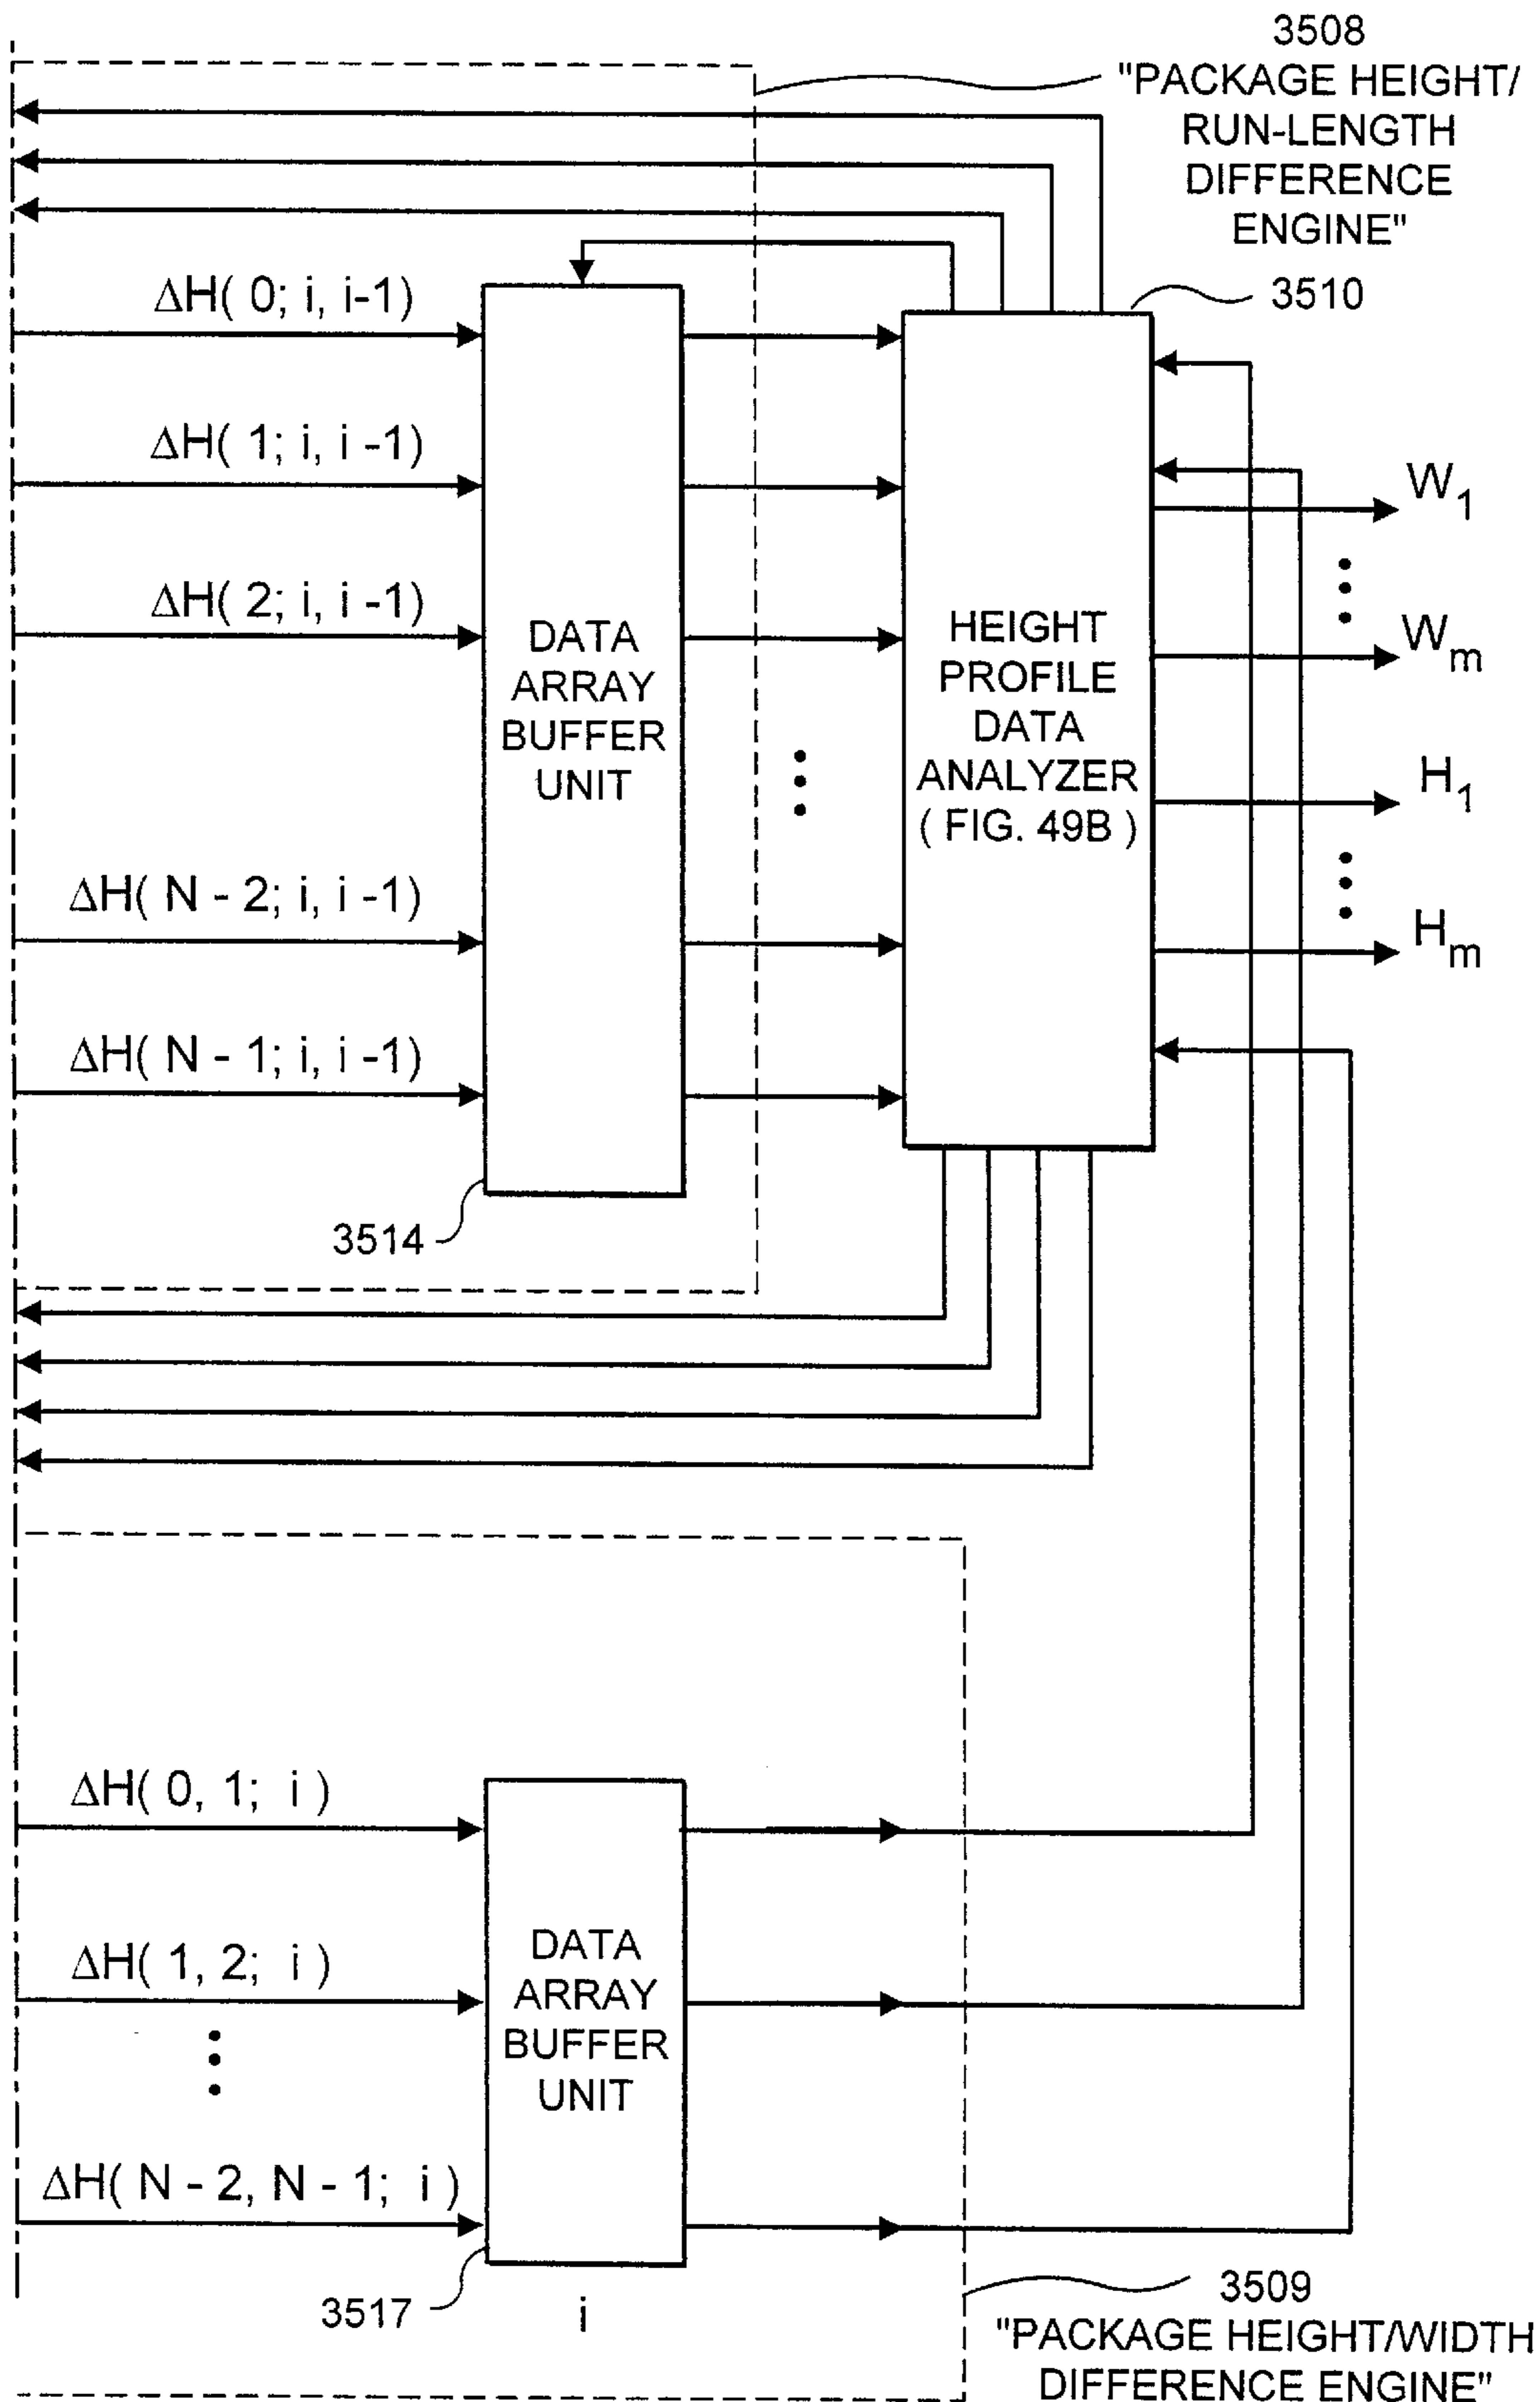 3508
"PACKAGE HEIGHT/
RUN-LENGTH
DIFFERENCE
ENGINE"
3510
ΔH( 0; i, i-1)
ΔH( 1; i, i -1)
ΔH( 2; i, i -1)
ΔH( N - 2; i, i -1)
ΔH( N - 1; i, i -1)
DATA
ARRAY
BUFFER
UNIT
3514
HEIGHT
PROFILE
DATA
ANALYZER
( FIG. 49B )
W1
Wm
H1
Hm
ΔH( 0, 1; i )
ΔH( 1, 2; i )
ΔH( N - 2, N - 1; i )
DATA
ARRAY
BUFFER
UNIT
3517
i
3509
"PACKAGE HEIGHT/WIDTH
DIFFERENCE ENGINE"